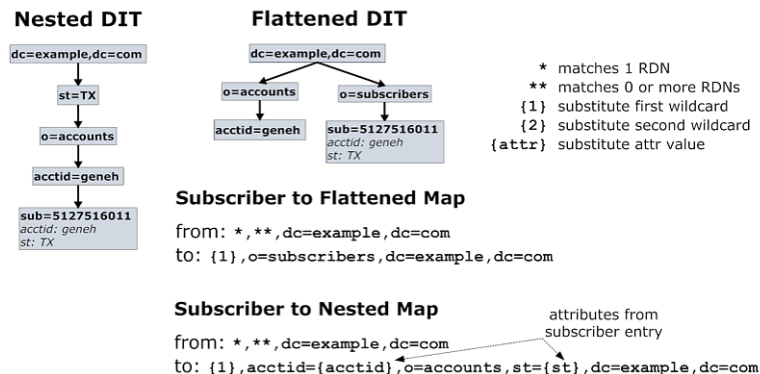 Nested DIT
dc=example,dc=com
st=TX
o=accounts
acctid=geneh
sub=5127516011
acctid: geneh
st: TX
Flattened DIT
dc=example,dc=com
o=accounts
o=subscribers
acctid=geneh
sub=5127516011
acctid: geneh
st: TX
* matches 1 RDN
** matches 0 or more RDNs
{1} substitute first wildcard
{2} substitute second wildcard
{attr} substitute attr value
Subscriber to Flattened Map
from: *,**,dc=example,dc=com
to: {1},o=subscribers,dc=example,dc=com
Subscriber to Nested Map
attributes from
subscriber entry
from: *,**,dc=example,dc=com
to: {1},acctid={acctid},o=accounts,st={st},dc=example,dc=com